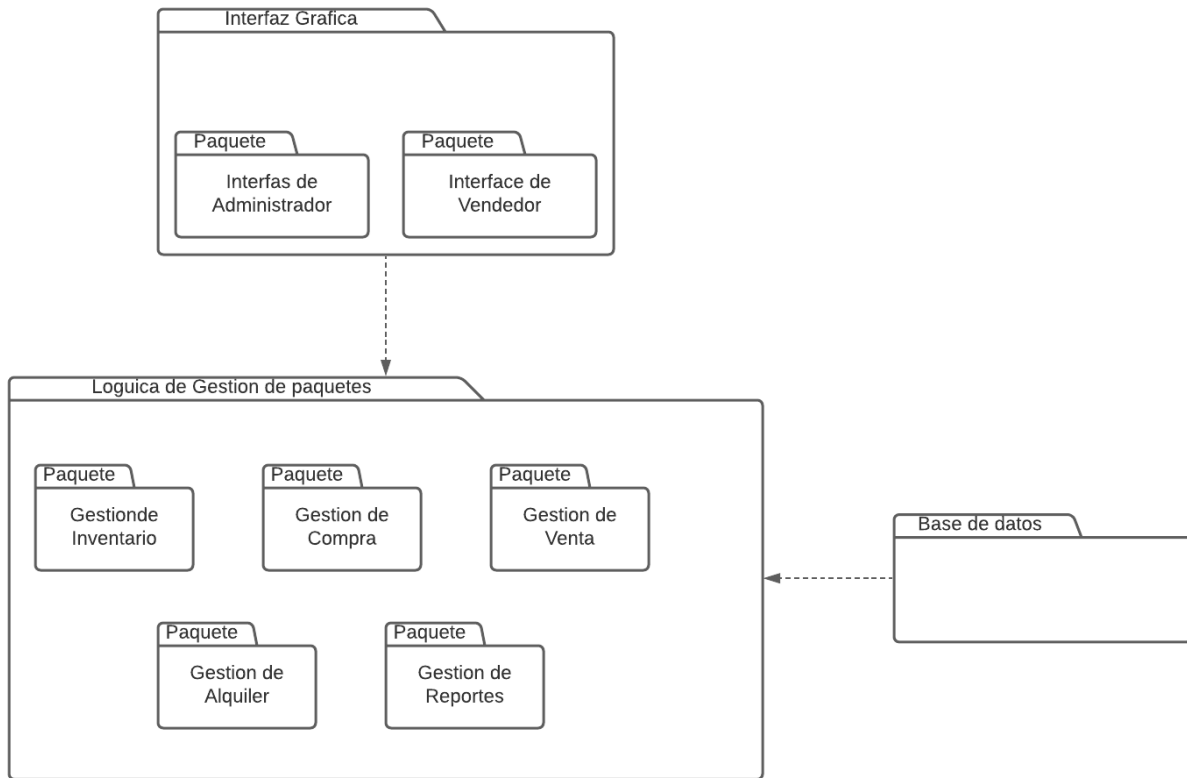 Interfaz Grafica
Paquete
Interfas de
Administrador
Paquete
Interface de
Vendedor
Loguica de Gestion de paquetes
Paquete
Gestionde
Inventario
Paquete
Gestion de
Compra
Paquete
Gestion de
Venta
Paquete
Gestion de
Alquiler
Paquete
Gestion de
Reportes
Base de datos